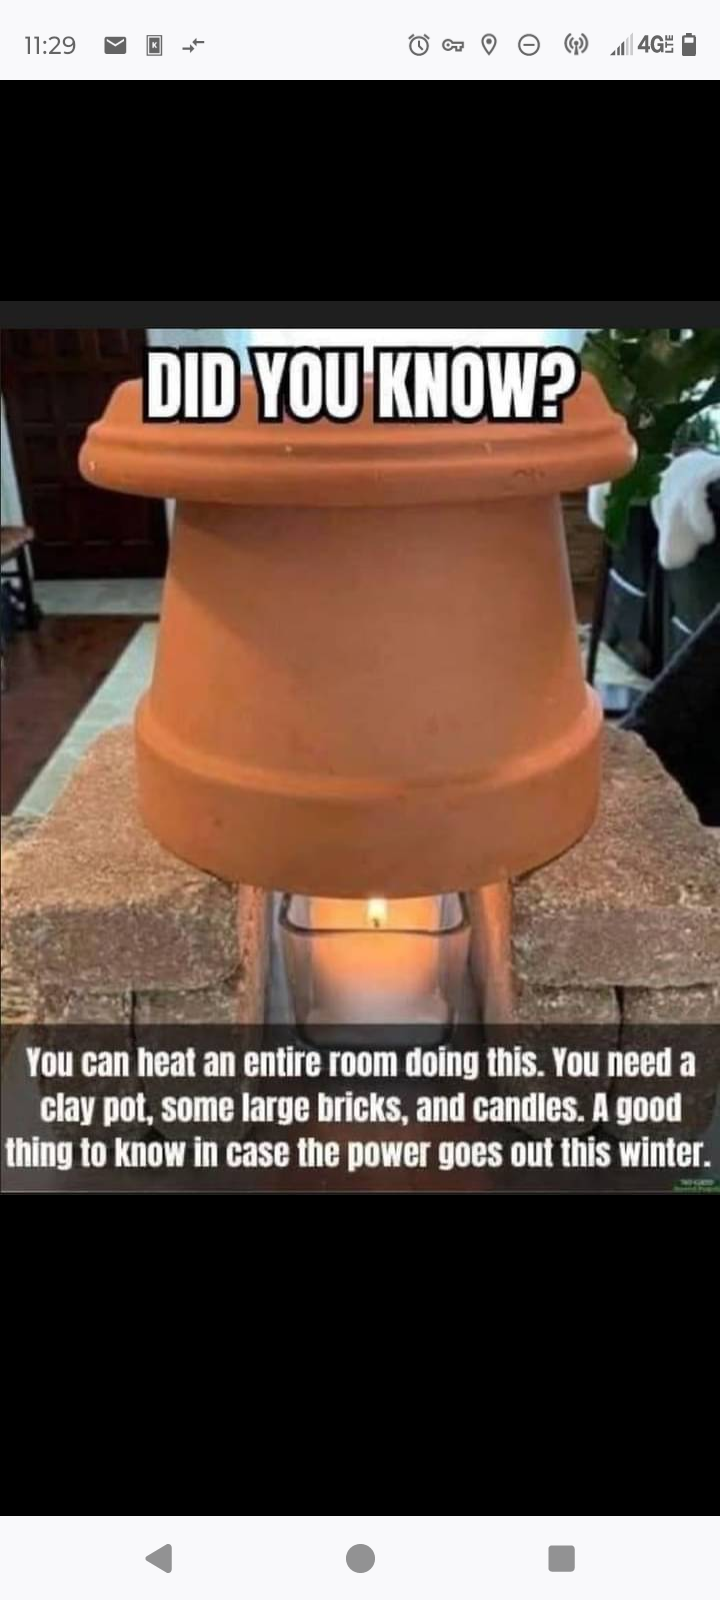 11:29
K
4G LTE
DID YOU KNOW?
You can heat an entire room doing this. You need a
clay pot, some large bricks, and candles. A good
thing to know in case the power goes out this winter.